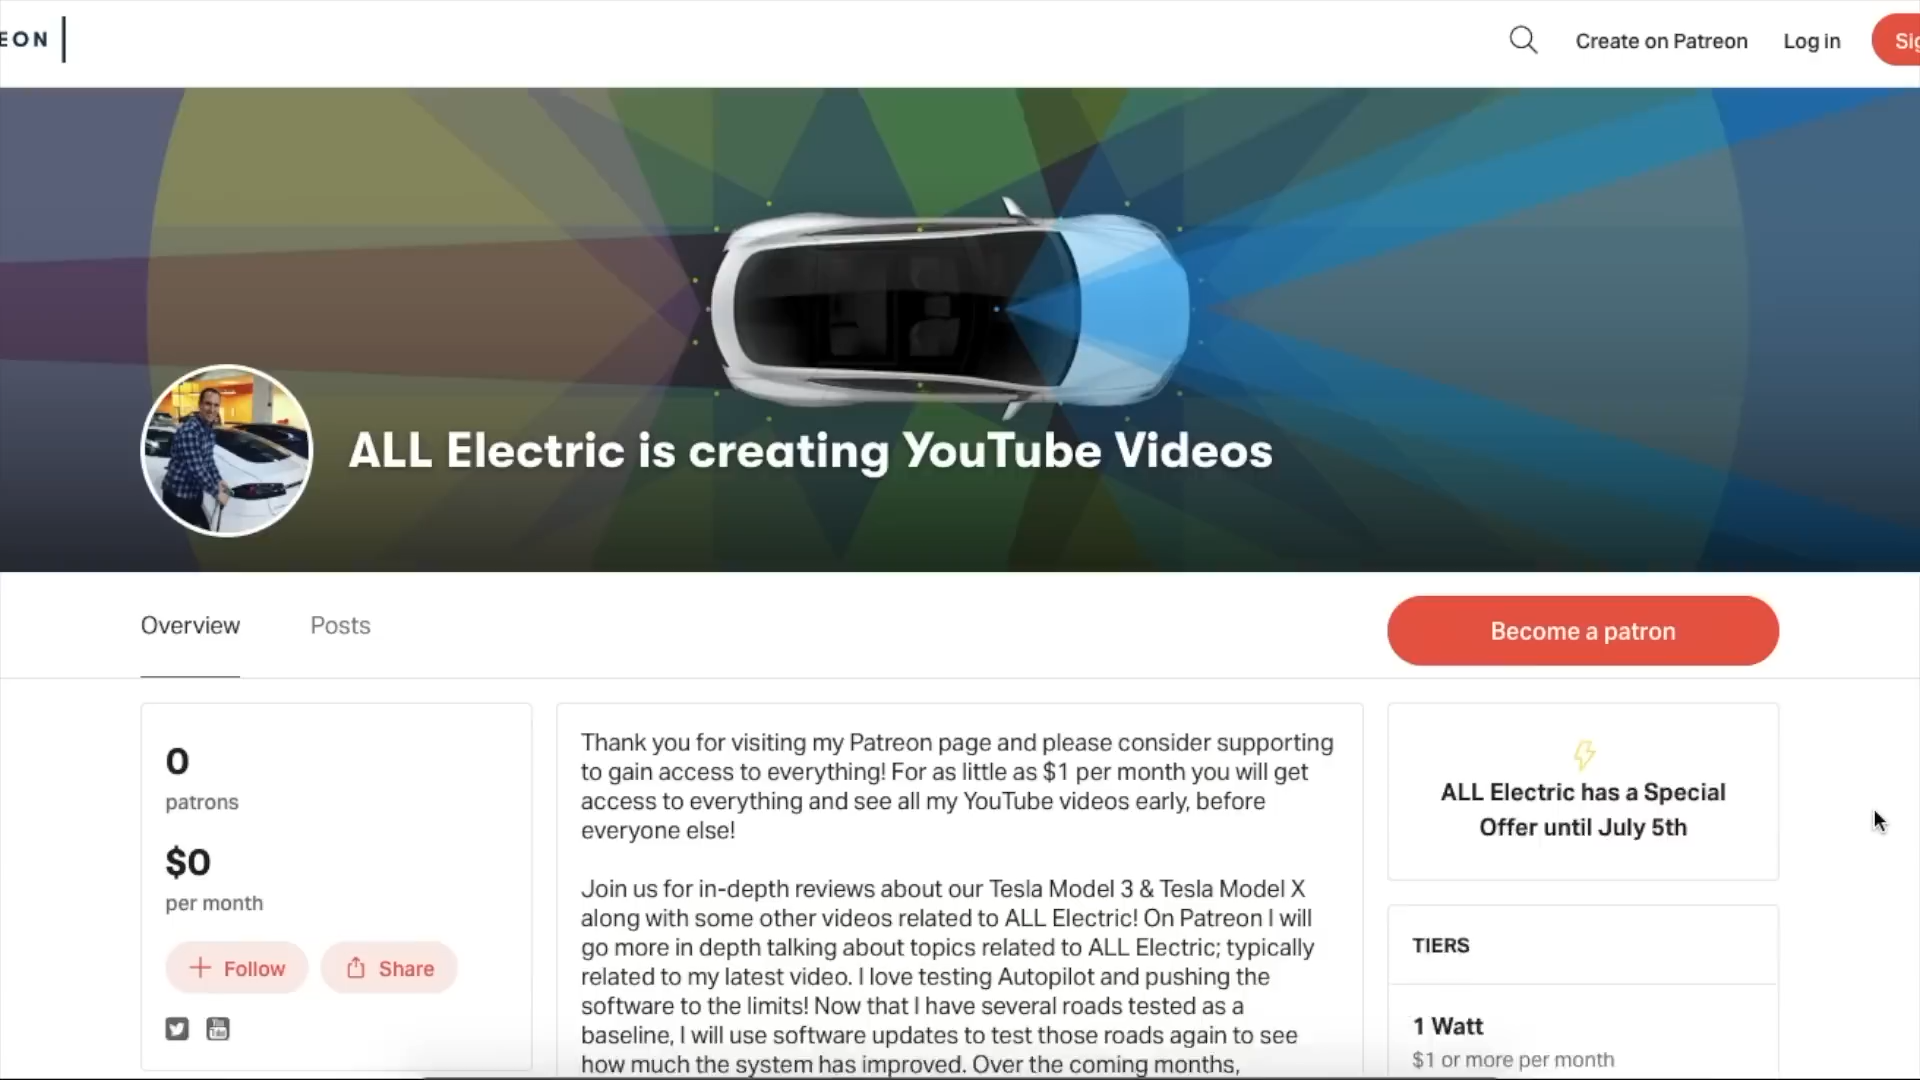 EON
Create on Patreon
Log in
ALL Electric is creating YouTube Videos
Overview
Posts
Become a patron
0
patrons
$0
per month
Follow
Share
Thank you for visiting my Patreon page and please consider supporting
to gain access to everything! For as little as $1 per month you will get
access to everything and see all my YouTube videos early, before
everyone else!
Join us for in-depth reviews about our Tesla Model 3 & Tesla Model X
along with some other videos related to ALL Electric! On Patreon I will
go more in depth talking about topics related to ALL Electric; typically
related to my latest video. I love testing Autopilot and pushing the
software to the limits! Now that I have several roads tested as a
baseline, I will use software updates to test those roads again to see
how much the system has improved. Over the coming months,
ALL Electric has a Special
Offer until July 5th
TIERS
1 Watt
$1 or more per month